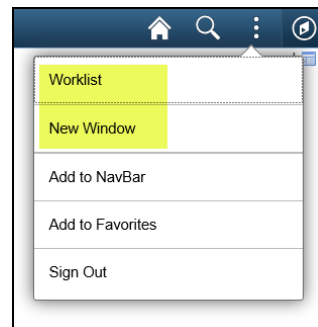 Worklist
New Window
Add to NavBar
Add to Favorites
Sign Out